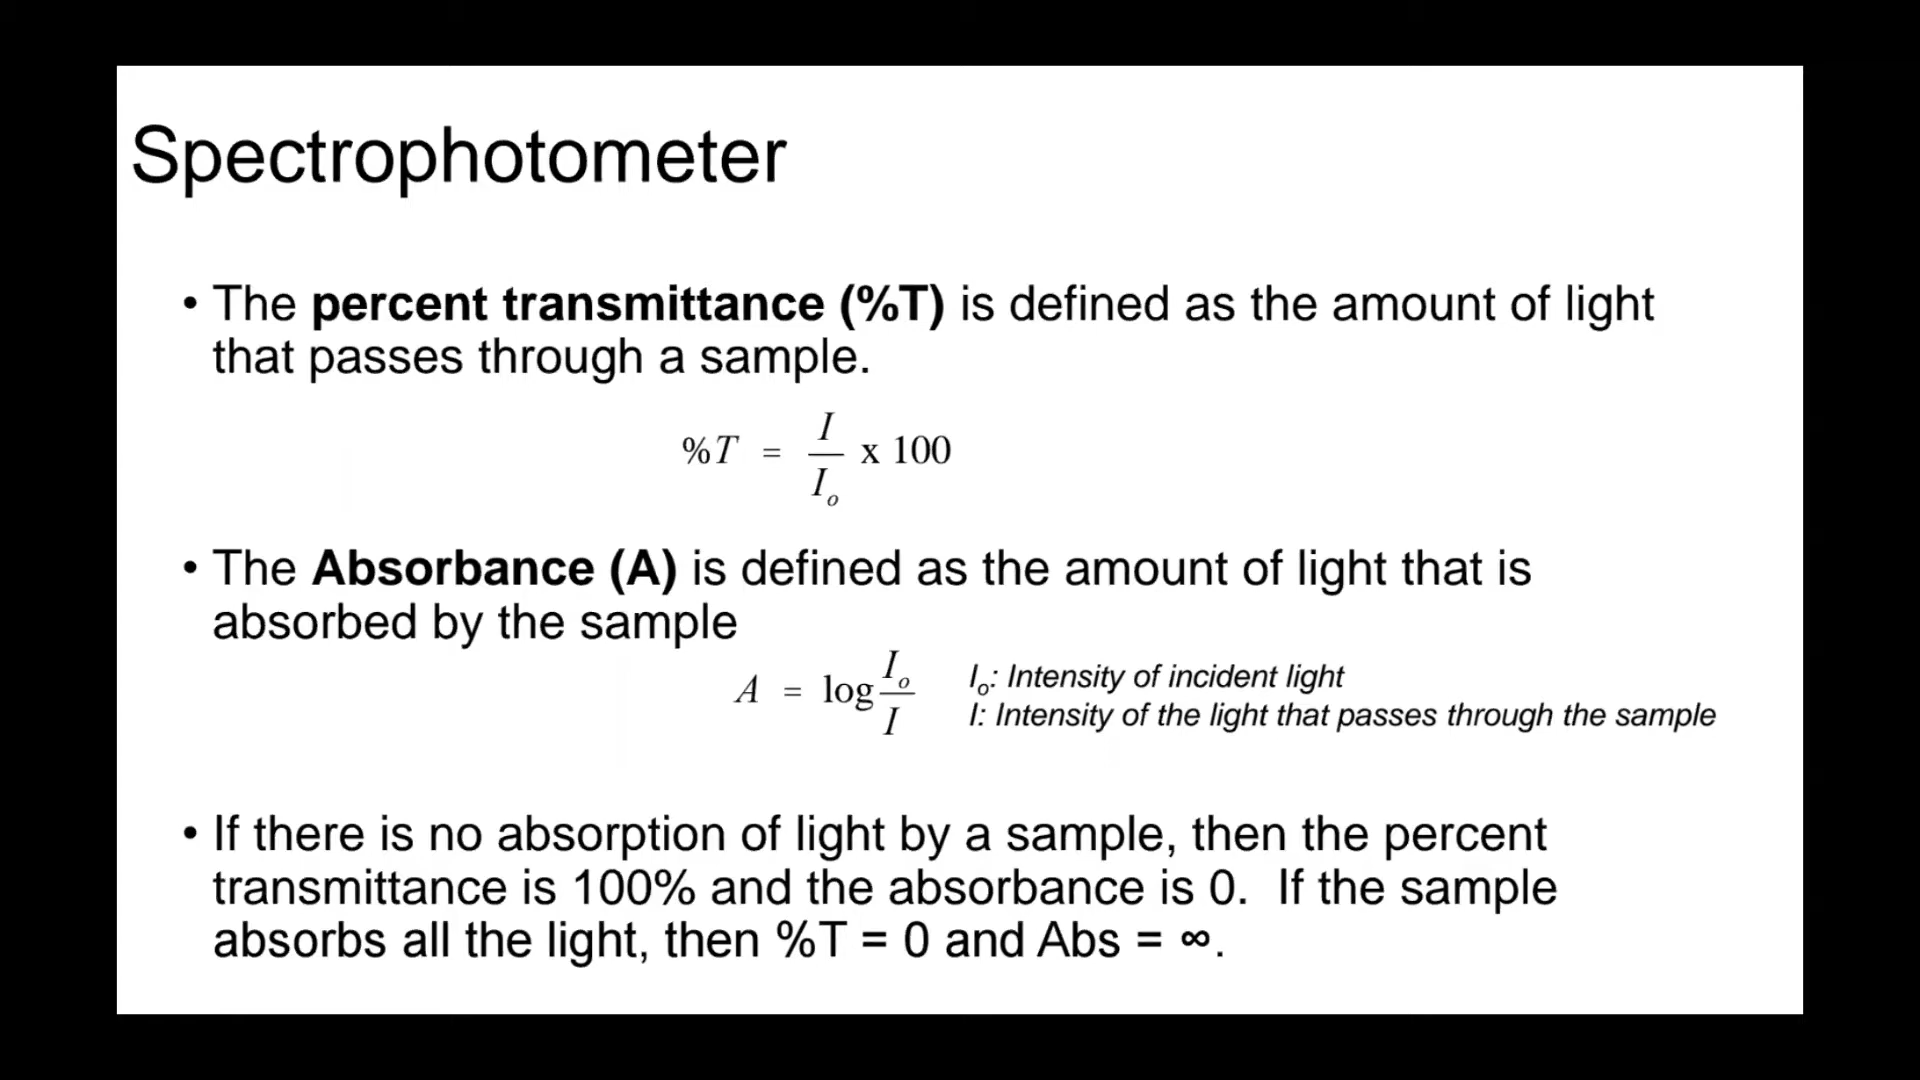 Spectrophotometer
• The percent transmittance (%T) is defined as the amount of light
that passes through a sample.
%T = I/Iₒ x 100
• The Absorbance (A) is defined as the amount of light that is
absorbed by the sample
A = log Iₒ/I
Iₒ: Intensity of incident light
I: Intensity of the light that passes through the sample
• If there is no absorption of light by a sample, then the percent
transmittance is 100% and the absorbance is 0.  If the sample
absorbs all the light, then %T = 0 and Abs = ∞.